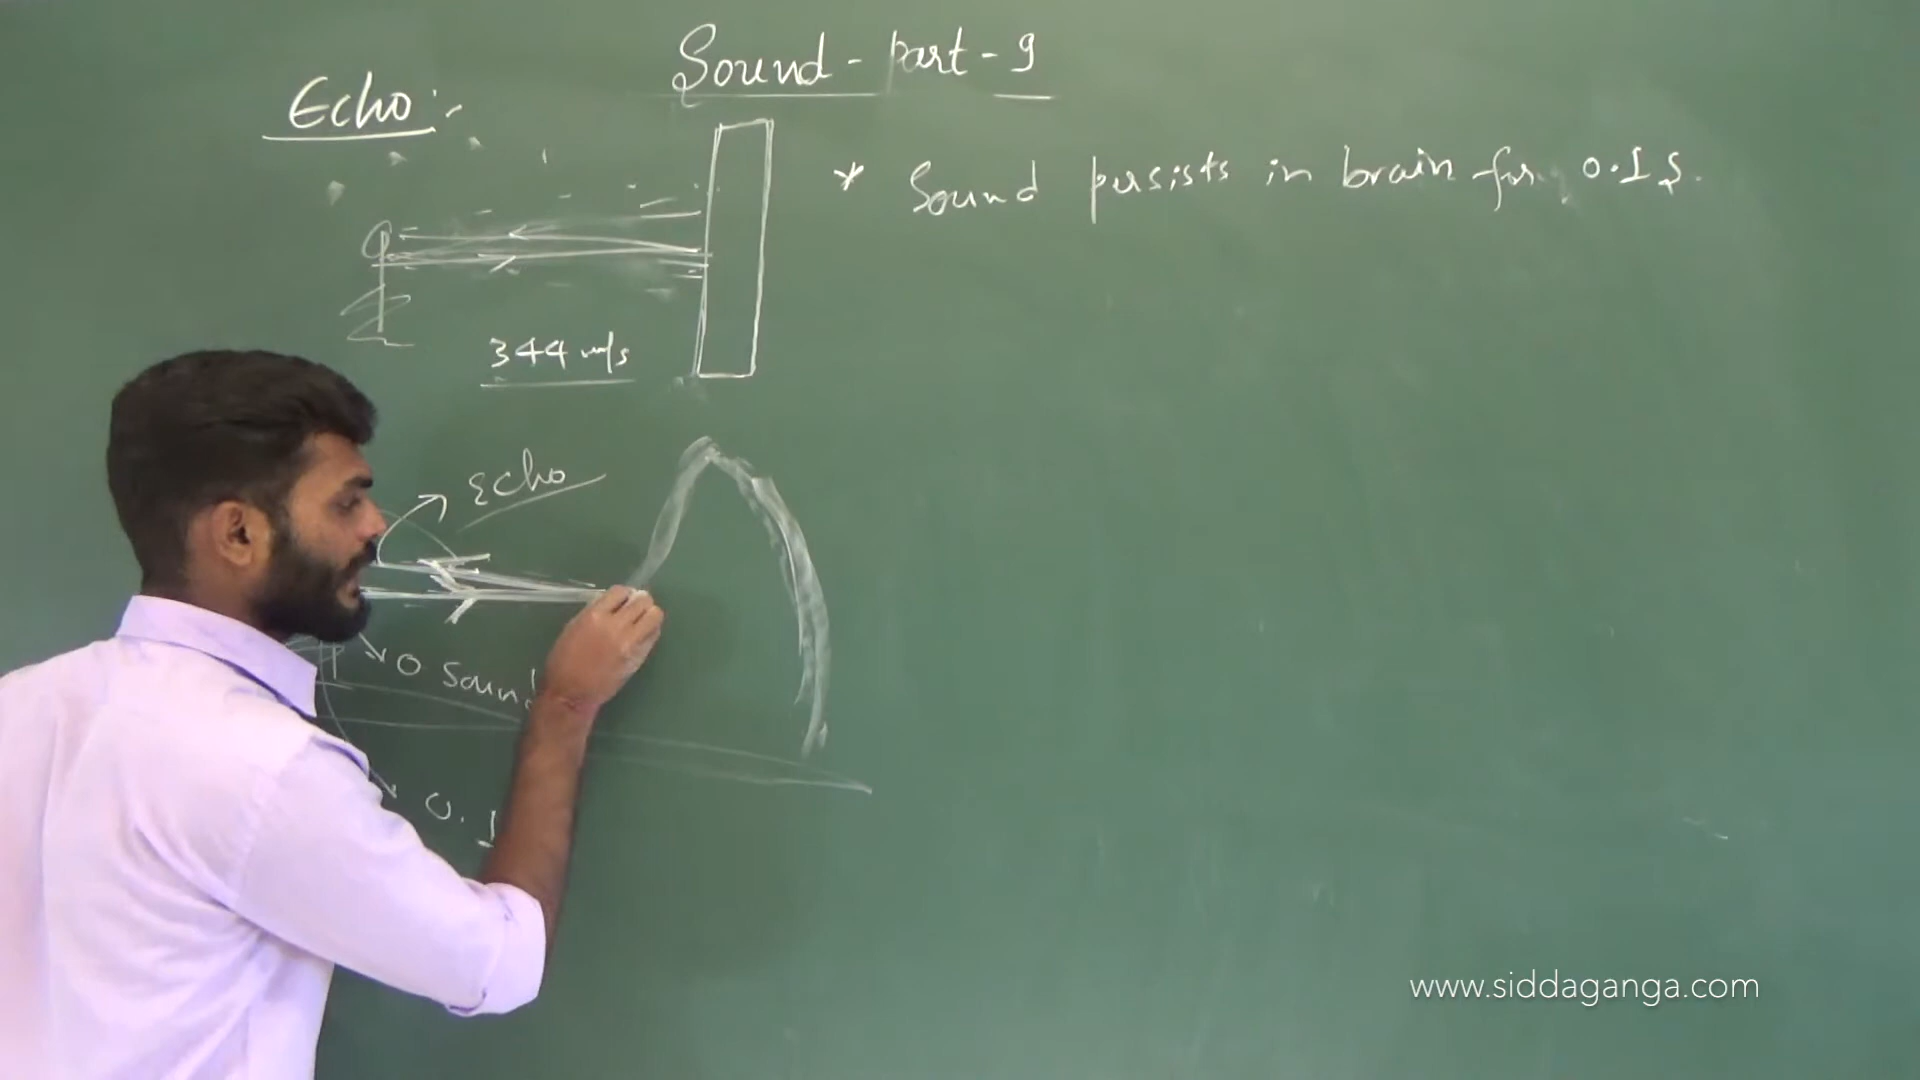 Sound - part - 9
Echo :-
* Sound persists in brain for 0.1 s.
344 m/s
Echo
0 Sound
0.1
www.siddaganga.com